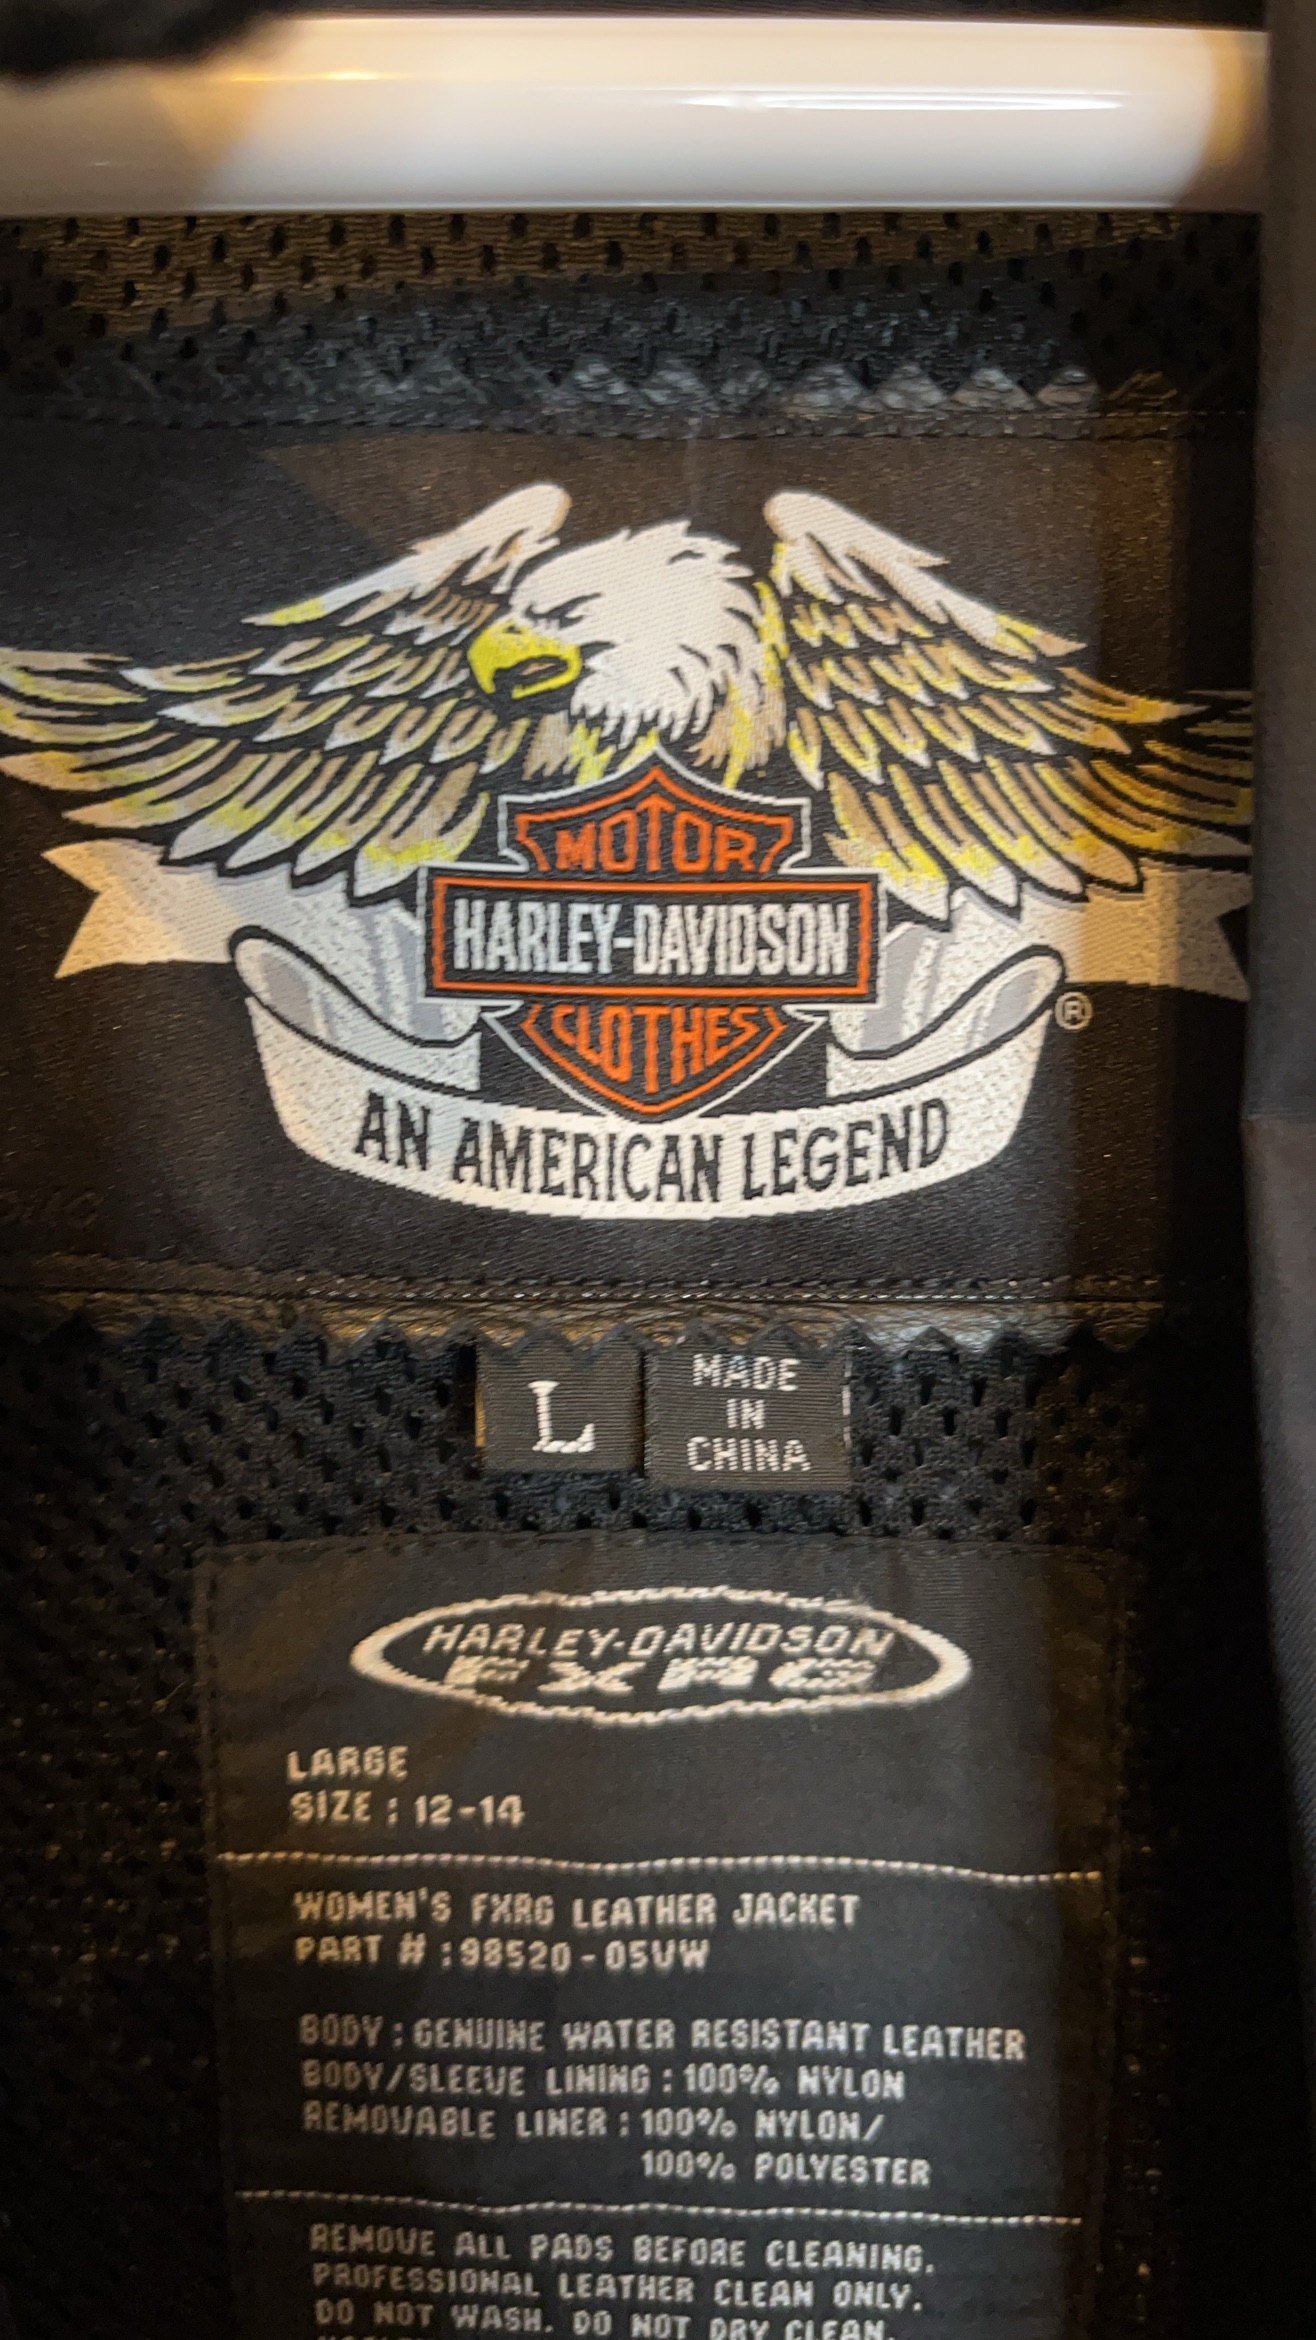 MOTOR
HARLEY-DAVIDSON
CLOTHES
®
AN AMERICAN LEGEND
L
MADE
IN
CHINA
HARLEY-DAVIDSON
FXRG
LARGE
SIZE : 12-14
WOMEN'S FXRG LEATHER JACKET
PART # : 98520-05VW
BODY : GENUINE WATER RESISTANT LEATHER
BODY/SLEEVE LINING : 100% NYLON
REMOVABLE LINER : 100% NYLON/
100% POLYESTER
REMOVE ALL PADS BEFORE CLEANING.
PROFESSIONAL LEATHER CLEAN ONLY.
DO NOT WASH. DO NOT DRY CLEAN.